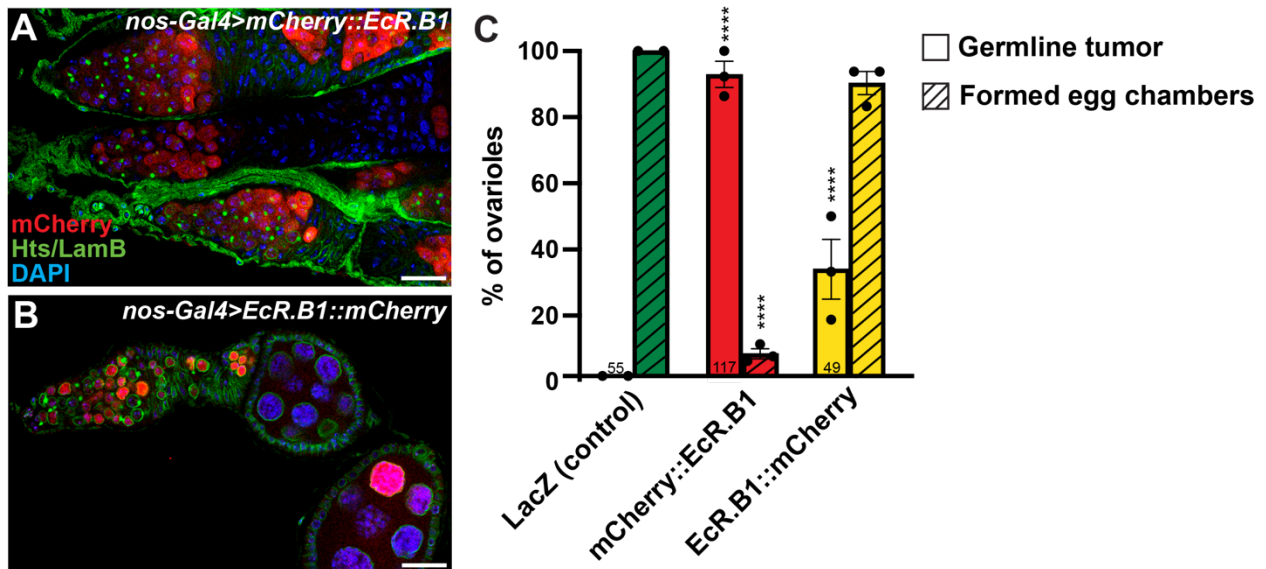 A
nos-Gal4>mCherry::EcR.B1
mCherry
Hts/LamB
DAPI
B
nos-Gal4>EcR.B1::mCherry
C
% of ovarioles
100
80
60
40
20
0
55
117
49
****
****
****
LacZ (control)
mCherry::EcR.B1
EcR.B1::mCherry
Germline tumor
Formed egg chambers